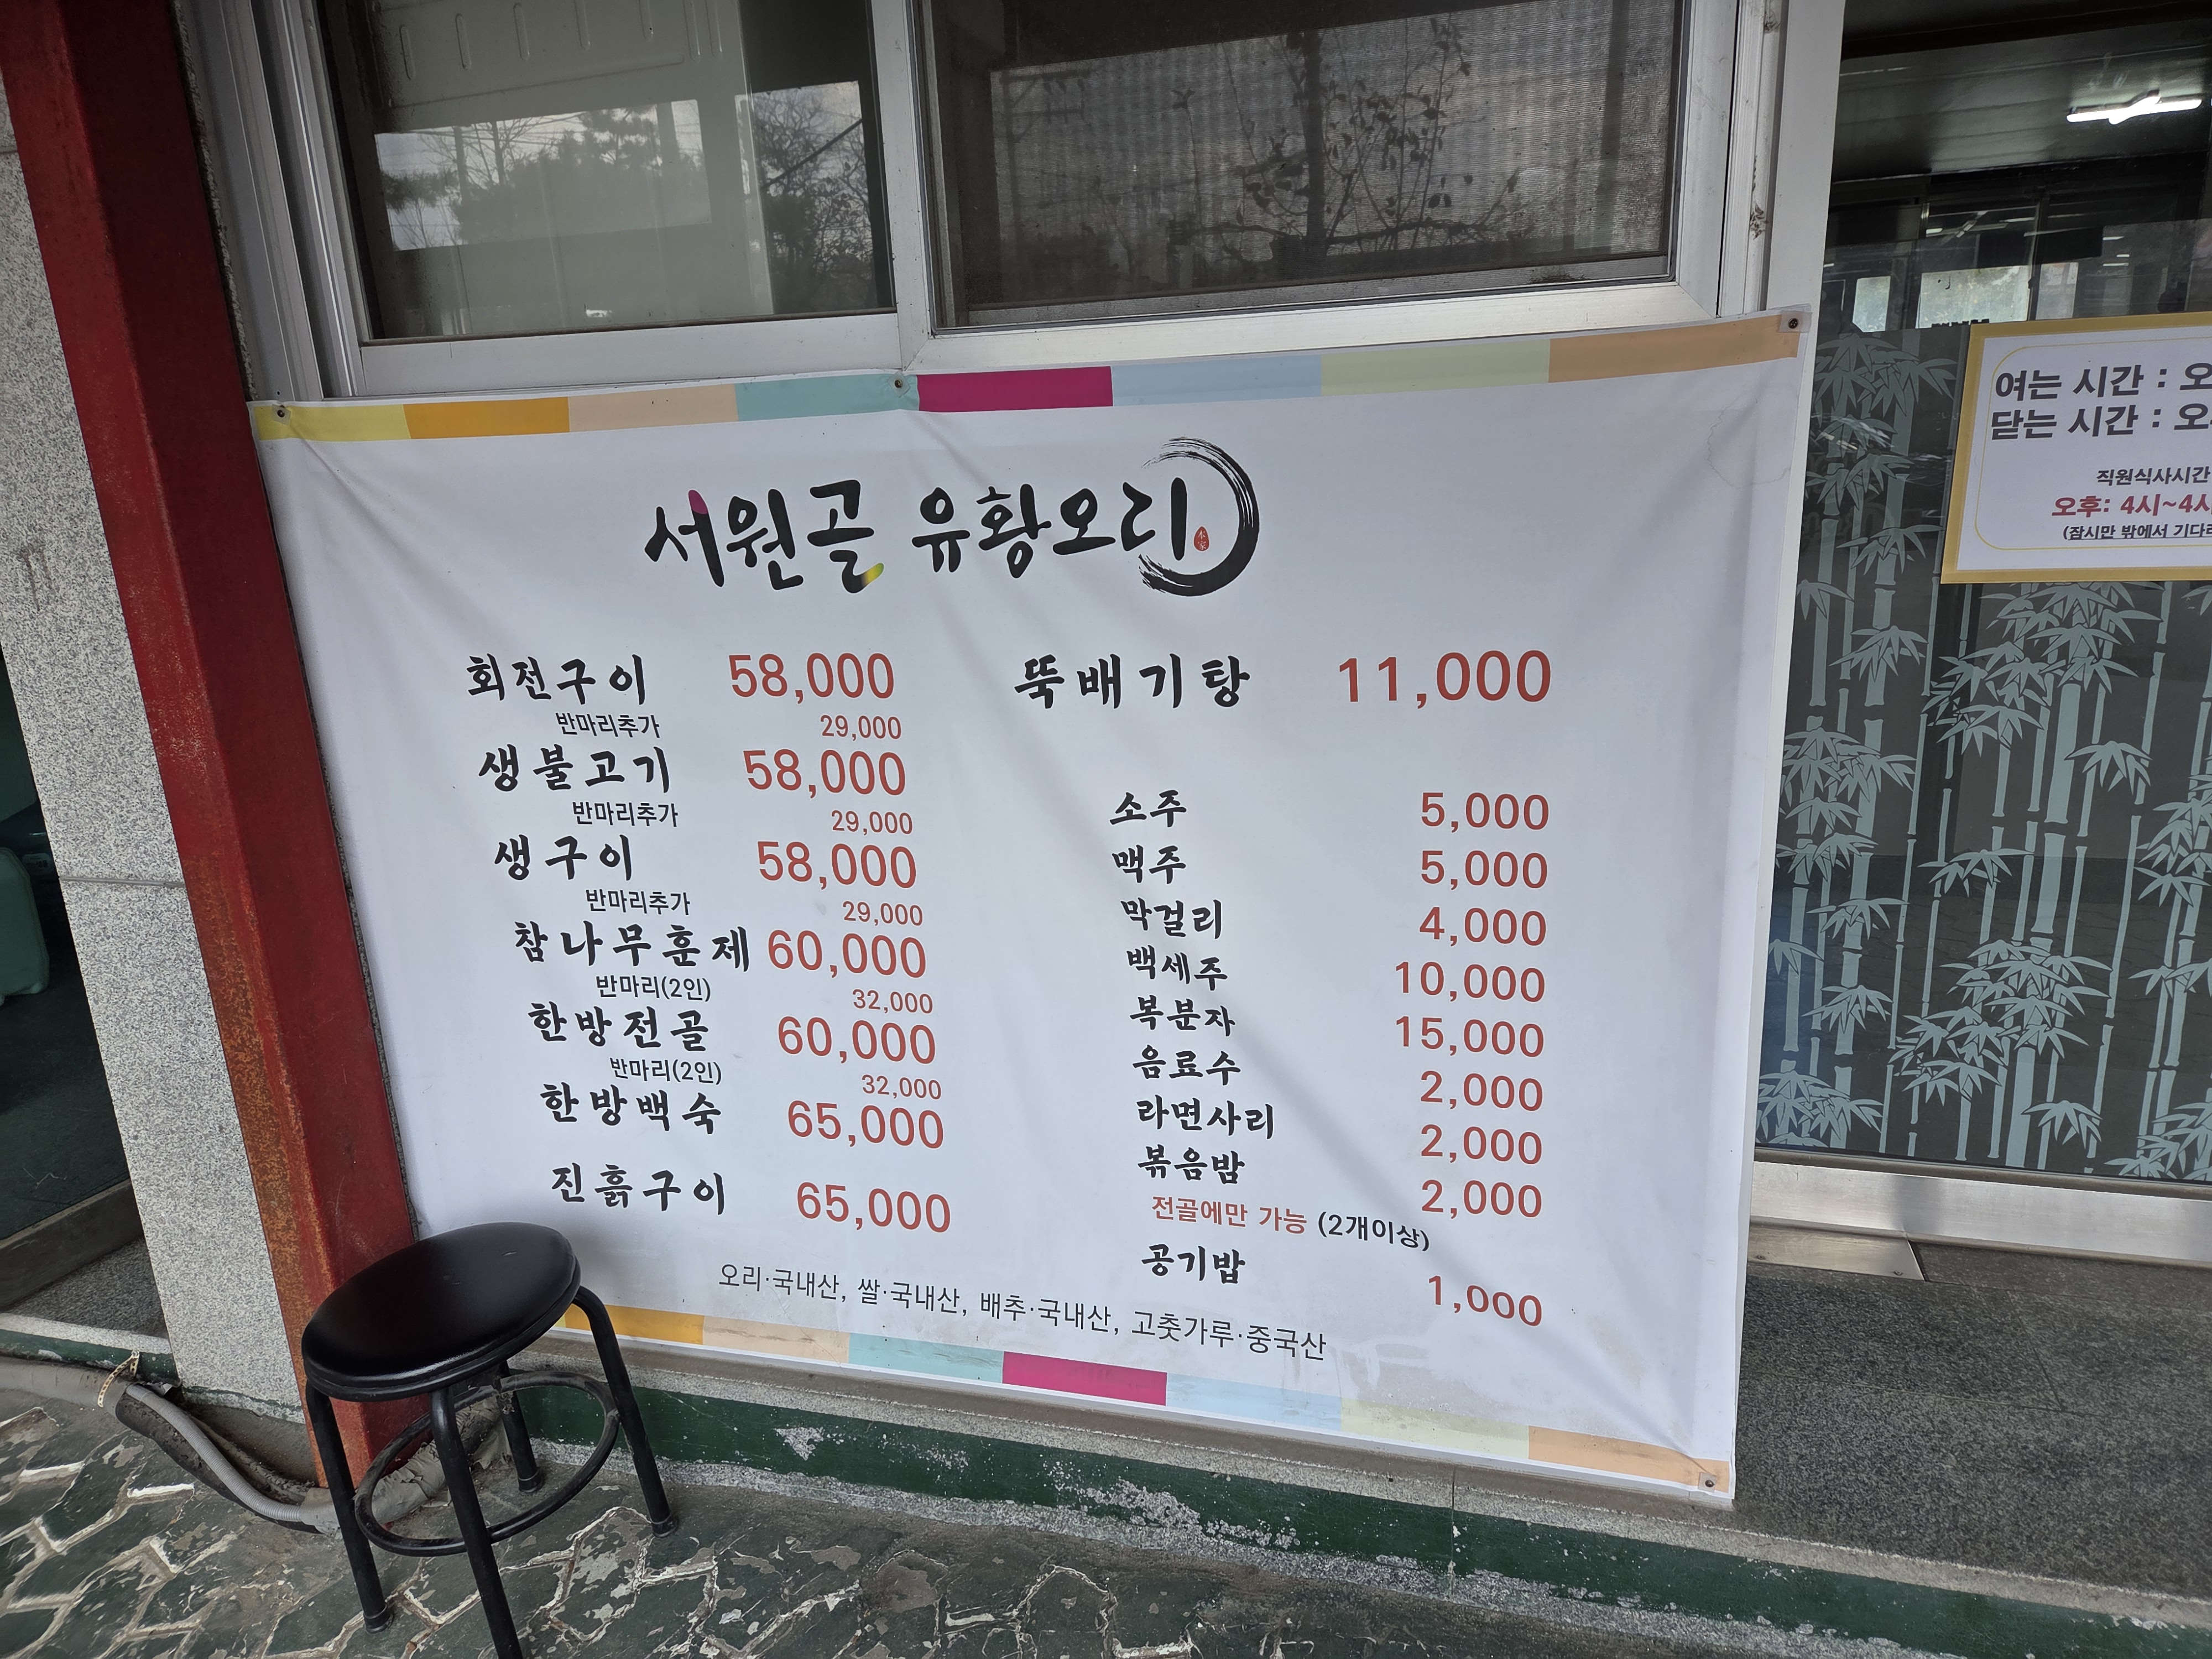 서원골 유황오리
회전구이 58,000
반마리추가 29,000
생불고기 58,000
반마리추가 29,000
생구이 58,000
반마리추가 29,000
참나무훈제 60,000
반마리(2인) 32,000
한방전골 60,000
반마리(2인) 32,000
한방백숙 65,000
진흙구이 65,000
뚝배기탕 11,000
소주 5,000
맥주 5,000
막걸리 4,000
백세주 10,000
복분자 15,000
음료수 2,000
라면사리 2,000
볶음밥 2,000
전골에만 가능 (2개이상)
공기밥 1,000
오리·국내산, 쌀·국내산, 배추·국내산, 고춧가루·중국산
여는 시간 : 오
닫는 시간 : 오
직원식사시간
오후: 4시~4시
(잠시만 밖에서 기다려